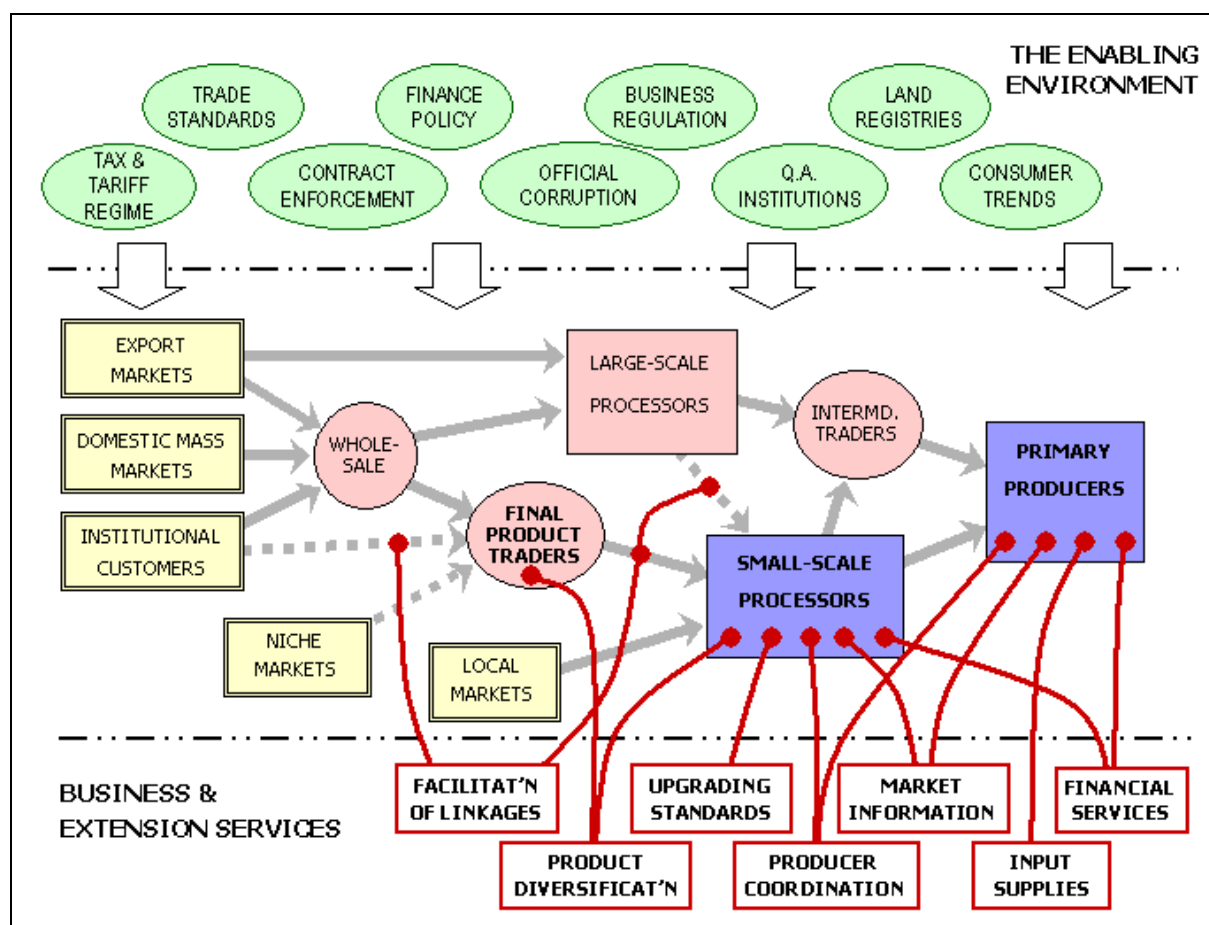 THE ENABLING
ENVIRONMENT
TRADE
STANDARDS
FINANCE
POLICY
BUSINESS
REGULATION
LAND
REGISTRIES
TAX &
TARIFF
REGIME
CONTRACT
ENFORCEMENT
OFFICIAL
CORRUPTION
Q.A.
INSTITUTIONS
CONSUMER
TRENDS
EXPORT
MARKETS
LARGE-SCALE
PROCESSORS
INTERMD.
TRADERS
DOMESTIC MASS
MARKETS
WHOLE-
SALE
PRIMARY
PRODUCERS
INSTITUTIONAL
CUSTOMERS
FINAL
PRODUCT
TRADERS
SMALL-SCALE
PROCESSORS
NICHE
MARKETS
LOCAL
MARKETS
BUSINESS &
EXTENSION SERVICES
FACILITAT'N
OF LINKAGES
UPGRADING
STANDARDS
MARKET
INFORMATION
FINANCIAL
SERVICES
PRODUCT
DIVERSIFICAT'N
PRODUCER
COORDINATION
INPUT
SUPPLIES